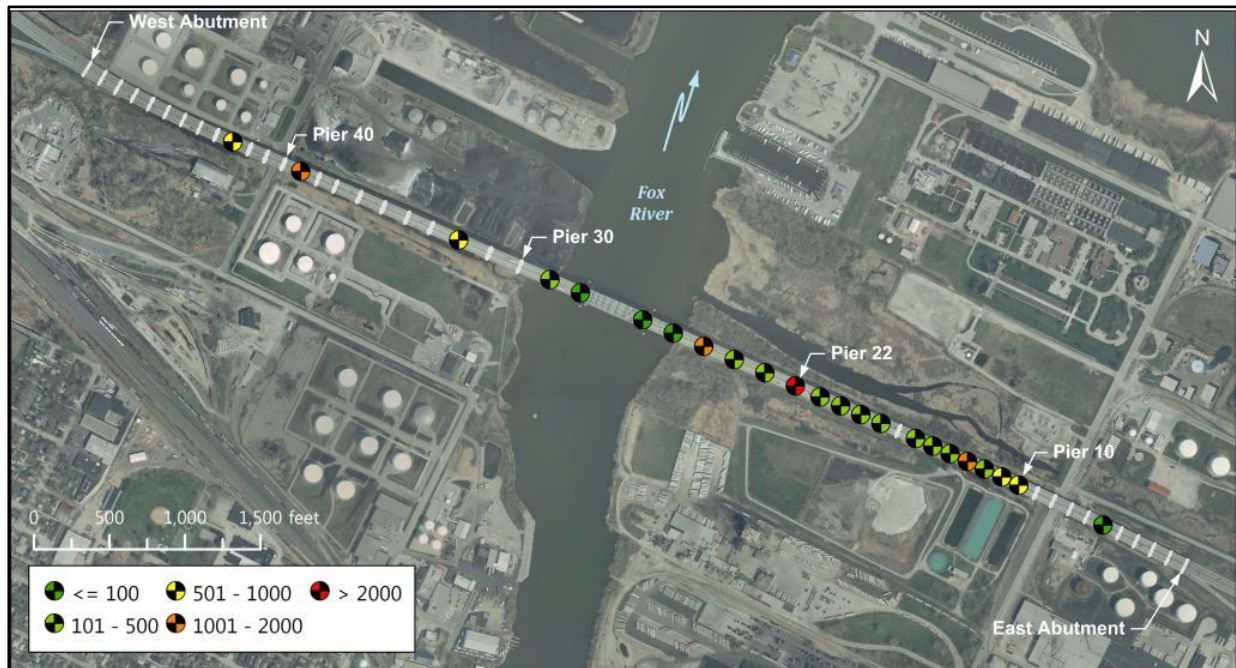 West Abutment
N
Pier 40
Fox
River
Pier 30
Pier 22
Pier 10
0 500 1,000 1,500 feet
<= 100 501 - 1000 > 2000
101 - 500 1001 - 2000
East Abutment